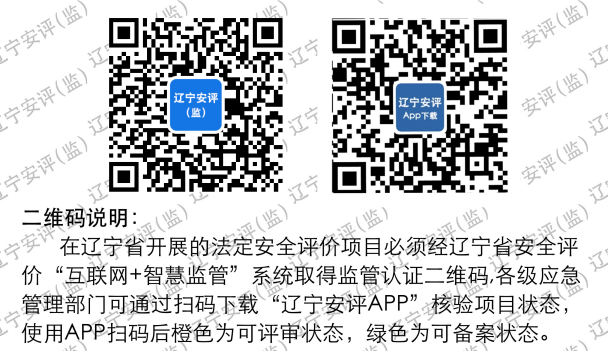 辽宁安评
（监）
辽宁安评
App下载
二维码说明：
在辽宁省开展的法定安全评价项目必须经辽宁省安全评
价“互联网+智慧监管”系统取得监管认证二维码,各级应急
管理部门可通过扫码下载“辽宁安评APP”核验项目状态，
使用APP扫码后橙色为可评审状态，绿色为可备案状态。
辽宁安评(监)